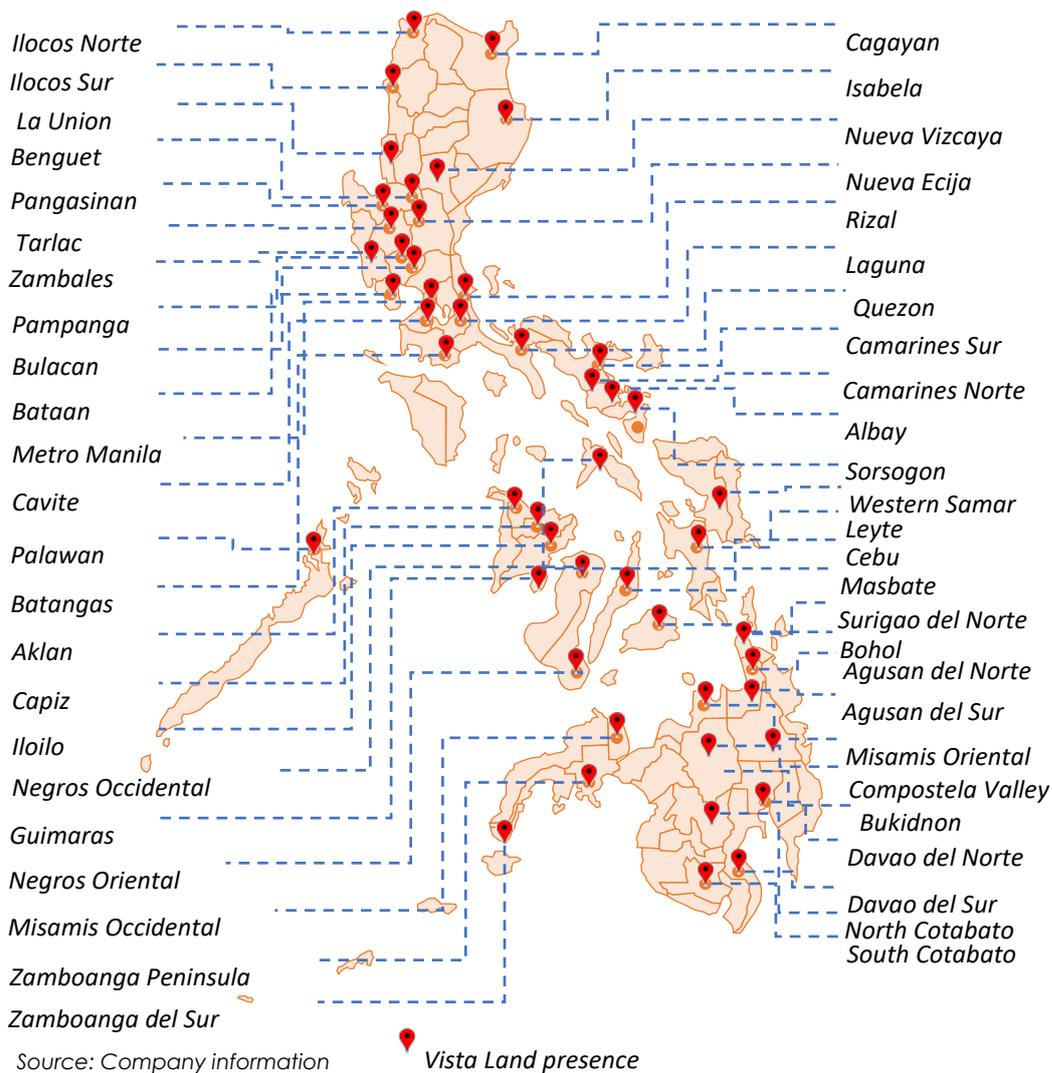 Ilocos Norte
Ilocos Sur
La Union
Benguet
Pangasinan
Tarlac
Zambales
Pampanga
Bulacan
Bataan
Metro Manila
Cavite
Palawan
Batangas
Aklan
Capiz
Iloilo
Negros Occidental
Guimaras
Negros Oriental
Misamis Occidental
Zamboanga Peninsula
Zamboanga del Sur
Cagayan
Isabela
Nueva Vizcaya
Nueva Ecija
Rizal
Laguna
Quezon
Camarines Sur
Camarines Norte
Albay
Sorsogon
Western Samar
Leyte
Cebu
Masbate
Surigao del Norte
Bohol
Agusan del Norte
Agusan del Sur
Misamis Oriental
Compostela Valley
Bukidnon
Davao del Norte
Davao del Sur
North Cotabato
South Cotabato
Source: Company information
Vista Land presence